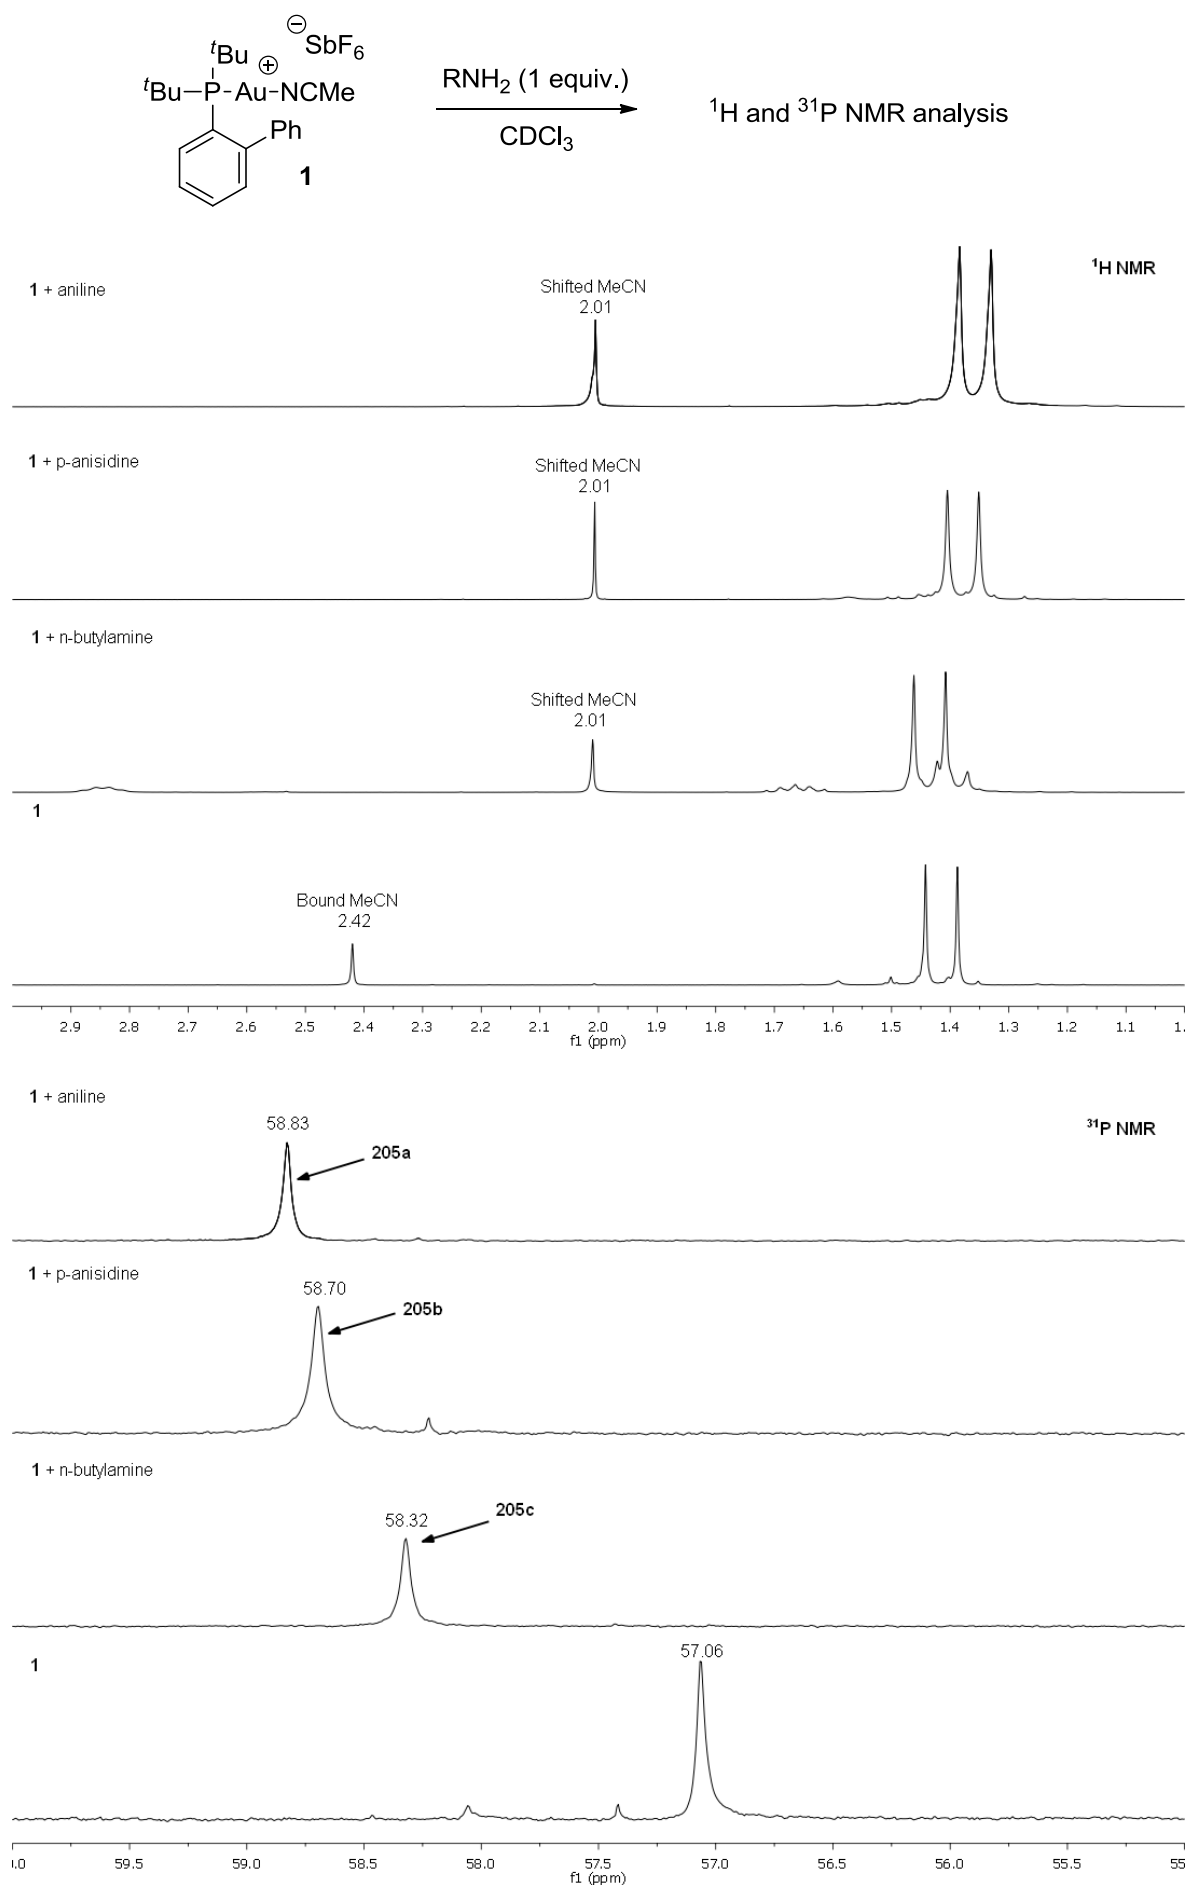 ⊖SbF6
tBu ⊕
tBu-P-Au-NCMe
Ph
1
RNH2 (1 equiv.)
CDCl3
1H and 31P NMR analysis
1H NMR
1 + aniline
Shifted MeCN
2.01
1 + p-anisidine
Shifted MeCN
2.01
1 + n-butylamine
Shifted MeCN
2.01
1
Bound MeCN
2.42
2.9 2.8 2.7 2.6 2.5 2.4 2.3 2.2 2.1 2.0 1.9 1.8 1.7 1.6 1.5 1.4 1.3 1.2 1.1 1.
f1 (ppm)
1 + aniline
31P NMR
58.83
205a
1 + p-anisidine
58.70
205b
1 + n-butylamine
58.32
205c
1
57.06
.0 59.5 59.0 58.5 58.0 57.5 57.0 56.5 56.0 55.5 55
f1 (ppm)